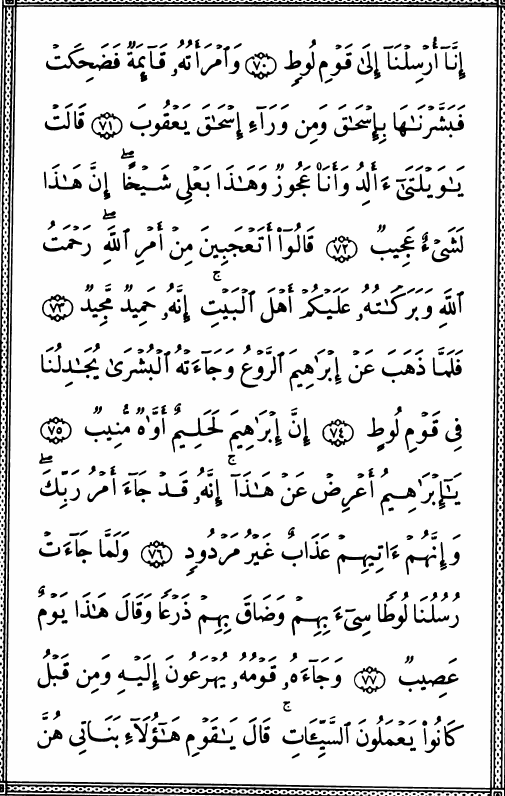 إِنَّآ أُرْسِلْنَآ إِلَىٰ قَوْمِ لُوطٍ ۝٧٠ وَٱمْرَأَتُهُۥ قَآئِمَةٌ فَضَحِكَتْ
فَبَشَّرْنَـٰهَا بِإِسْحَـٰقَ وَمِن وَرَآءِ إِسْحَـٰقَ يَعْقُوبَ ۝٧١ قَالَتْ
يَـٰوَيْلَتَىٰٓ ءَأَلِدُ وَأَنَا۠ عَجُوزٌ وَهَـٰذَا بَعْلِى شَيْخًا ۖ إِنَّ هَـٰذَا
لَشَىْءٌ عَجِيبٌ ۝٧٢ قَالُوٓا۟ أَتَعْجَبِينَ مِنْ أَمْرِ ٱللَّهِ ۖ رَحْمَتُ
ٱللَّهِ وَبَرَكَـٰتُهُۥ عَلَيْكُمْ أَهْلَ ٱلْبَيْتِ ۚ إِنَّهُۥ حَمِيدٌ مَّجِيدٌ ۝٧٣
فَلَمَّا ذَهَبَ عَنْ إِبْرَٰهِيمَ ٱلرَّوْعُ وَجَآءَتْهُ ٱلْبُشْرَىٰ يُجَـٰدِلُنَا
فِى قَوْمِ لُوطٍ ۝٧٤ إِنَّ إِبْرَٰهِيمَ لَحَلِيمٌ أَوَّٰهٌ مُّنِيبٌ ۝٧٥
يَـٰٓإِبْرَٰهِيمُ أَعْرِضْ عَنْ هَـٰذَآ ۚ إِنَّهُۥ قَدْ جَآءَ أَمْرُ رَبِّكَ ۖ
وَإِنَّهُمْ ءَاتِيهِمْ عَذَابٌ غَيْرُ مَرْدُودٍ ۝٧٦ وَلَمَّا جَآءَتْ
رُسُلُنَا لُوطًا سِىٓءَ بِهِمْ وَضَاقَ بِهِمْ ذَرْعًا وَقَالَ هَـٰذَا يَوْمٌ
عَصِيبٌ ۝٧٧ وَجَآءَهُۥ قَوْمُهُۥ يُهْرَعُونَ إِلَيْهِ وَمِن قَبْلُ
كَانُوا۟ يَعْمَلُونَ ٱلسَّيِّـَٔاتِ ۚ قَالَ يَـٰقَوْمِ هَـٰٓؤُلَآءِ بَنَاتِى هُنَّ